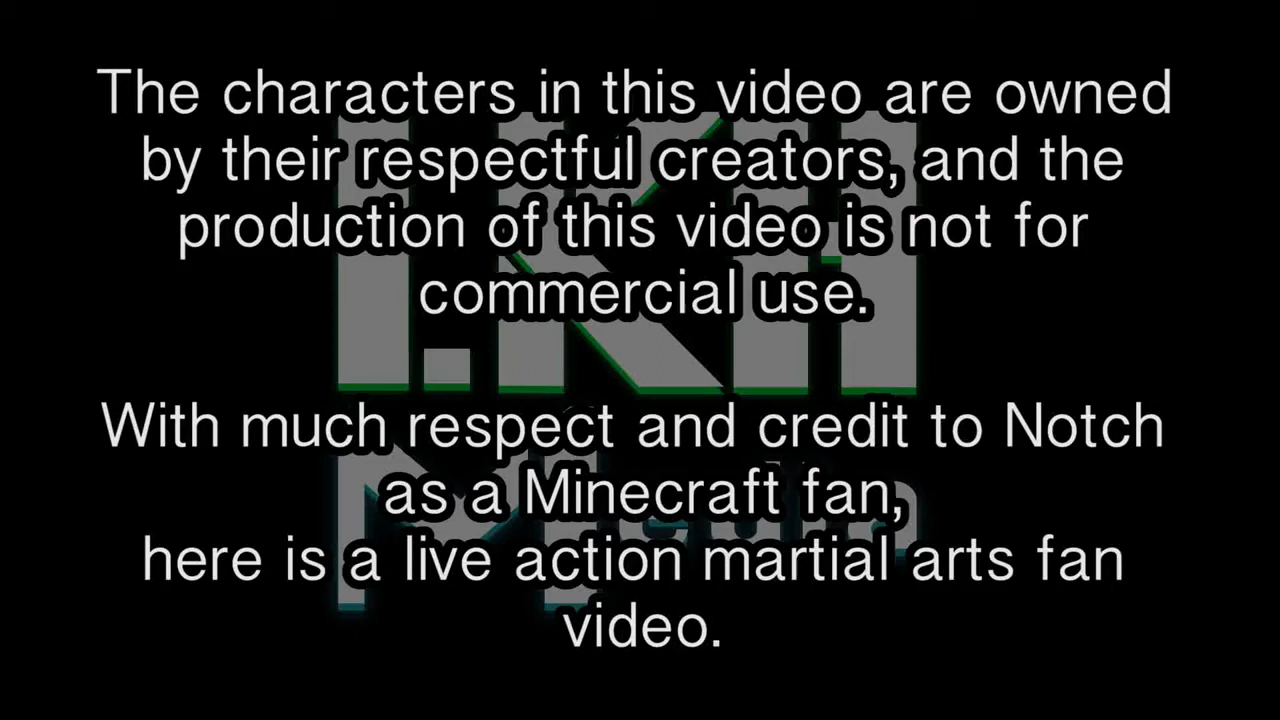 The characters in this video are owned
by their respectful creators, and the
production of this video is not for
commercial use.
With much respect and credit to Notch
as a Minecraft fan,
here is a live action martial arts fan
video.